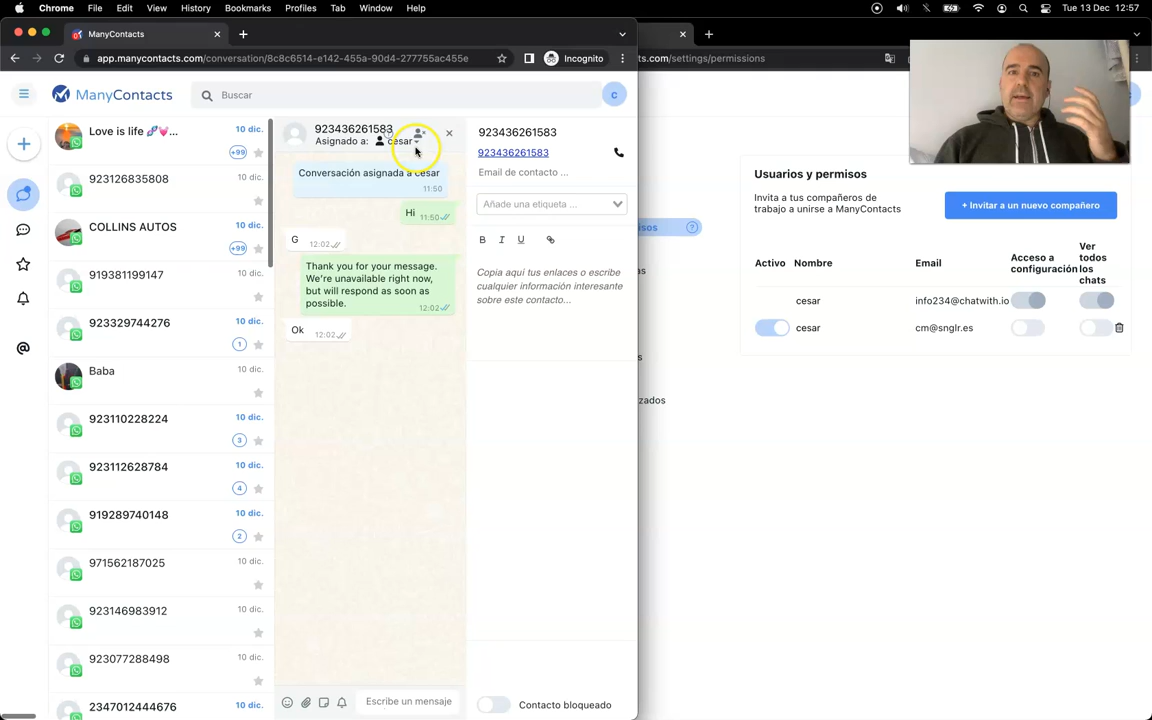 Chrome File Edit View History Bookmarks Profiles Tab Window Help
Tue 13 Dec 12:57
ManyContacts
app.manycontacts.com/conversation/8c8c6514-e142-455a-90d4-277755ac455e
Incognito
ts.com/settings/permissions
ManyContacts
Buscar
C
Love is life
10 dic.
+99
923126835808
10 dic.
COLLINS AUTOS
10 dic.
+99
919381199147
10 dic.
923329744276
10 dic.
1
Baba
10 dic.
923110228224
10 dic.
3
923112628784
10 dic.
4
919289740148
10 dic.
2
971562187025
10 dic.
923146983912
10 dic.
923077288498
10 dic.
2347012444676
10 dic.
923436261583
Asignado a: cesar
Conversación asignada a cesar
11:50
Hi 11:50
G 12:02
Thank you for your message.
We're unavailable right now,
but will respond as soon as
possible.
12:02
Ok 12:02
Escribe un mensaje
923436261583
923436261583
Email de contacto ...
Añade una etiqueta ...
B I U
Copia aquí tus enlaces o escribe
cualquier información interesante
sobre este contacto...
Contacto bloqueado
Usuarios y permisos
Invita a tus compañeros de
trabajo a unirse a ManyContacts
+ Invitar a un nuevo compañero
Activo Nombre Email Acceso a
configuración
Ver
todos
los
chats
cesar info234@chatwith.io
cesar cm@snglr.es